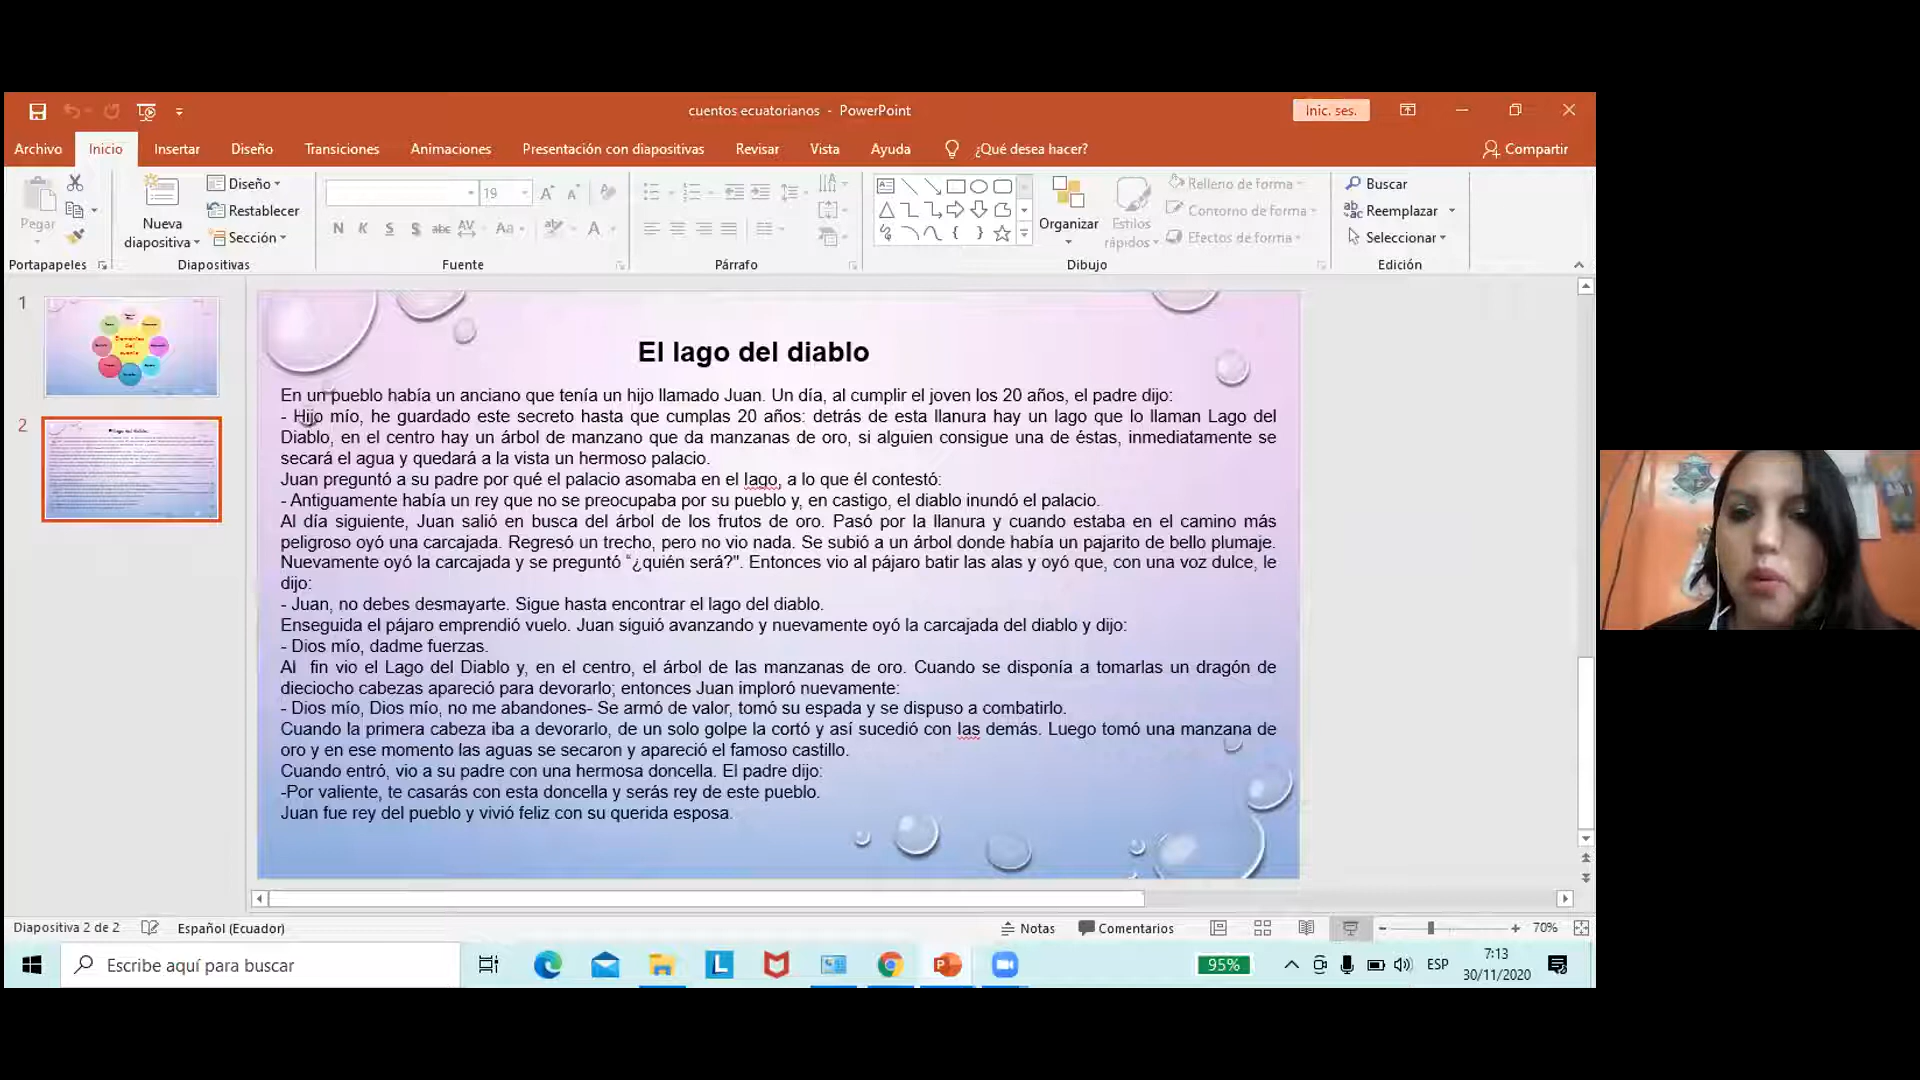 cuentos ecuatorianos - PowerPoint
Inic. ses.
Archivo Inicio Insertar Diseño Transiciones Animaciones Presentación con diapositivas Revisar Vista Ayuda ¿Qué desea hacer? Compartir
Pegar
Nueva diapositiva
Diseño
Restablecer
Sección
19
N K S S abc AV Aa A
Organizar
Estilos rápidos
Relleno de forma
Contorno de forma
Efectos de forma
Buscar
Reemplazar
Seleccionar
Portapapeles Diapositivas Fuente Párrafo Dibujo Edición
1
2
El lago del diablo
En un pueblo había un anciano que tenía un hijo llamado Juan. Un día, al cumplir el joven los 20 años, el padre dijo:
- Hijo mío, he guardado este secreto hasta que cumplas 20 años: detrás de esta llanura hay un lago que lo llaman Lago del
Diablo, en el centro hay un árbol de manzano que da manzanas de oro, si alguien consigue una de éstas, inmediatamente se
secará el agua y quedará a la vista un hermoso palacio.
Juan preguntó a su padre por qué el palacio asomaba en el lago, a lo que él contestó:
- Antiguamente había un rey que no se preocupaba por su pueblo y, en castigo, el diablo inundó el palacio.
Al día siguiente, Juan salió en busca del árbol de los frutos de oro. Pasó por la llanura y cuando estaba en el camino más
peligroso oyó una carcajada. Regresó un trecho, pero no vio nada. Se subió a un árbol donde había un pajarito de bello plumaje.
Nuevamente oyó la carcajada y se preguntó “¿quién será?". Entonces vio al pájaro batir las alas y oyó que, con una voz dulce, le
dijo:
- Juan, no debes desmayarte. Sigue hasta encontrar el lago del diablo.
Enseguida el pájaro emprendió vuelo. Juan siguió avanzando y nuevamente oyó la carcajada del diablo y dijo:
- Dios mío, dadme fuerzas.
Al fin vio el Lago del Diablo y, en el centro, el árbol de las manzanas de oro. Cuando se disponía a tomarlas un dragón de
dieciocho cabezas apareció para devorarlo; entonces Juan imploró nuevamente:
- Dios mío, Dios mío, no me abandones- Se armó de valor, tomó su espada y se dispuso a combatirlo.
Cuando la primera cabeza iba a devorarlo, de un solo golpe la cortó y así sucedió con las demás. Luego tomó una manzana de
oro y en ese momento las aguas se secaron y apareció el famoso castillo.
Cuando entró, vio a su padre con una hermosa doncella. El padre dijo:
-Por valiente, te casarás con esta doncella y serás rey de este pueblo.
Juan fue rey del pueblo y vivió feliz con su querida esposa.
Diapositiva 2 de 2 Español (Ecuador) Notas Comentarios 70%
Escribe aquí para buscar
95%
ESP
7:13
30/11/2020